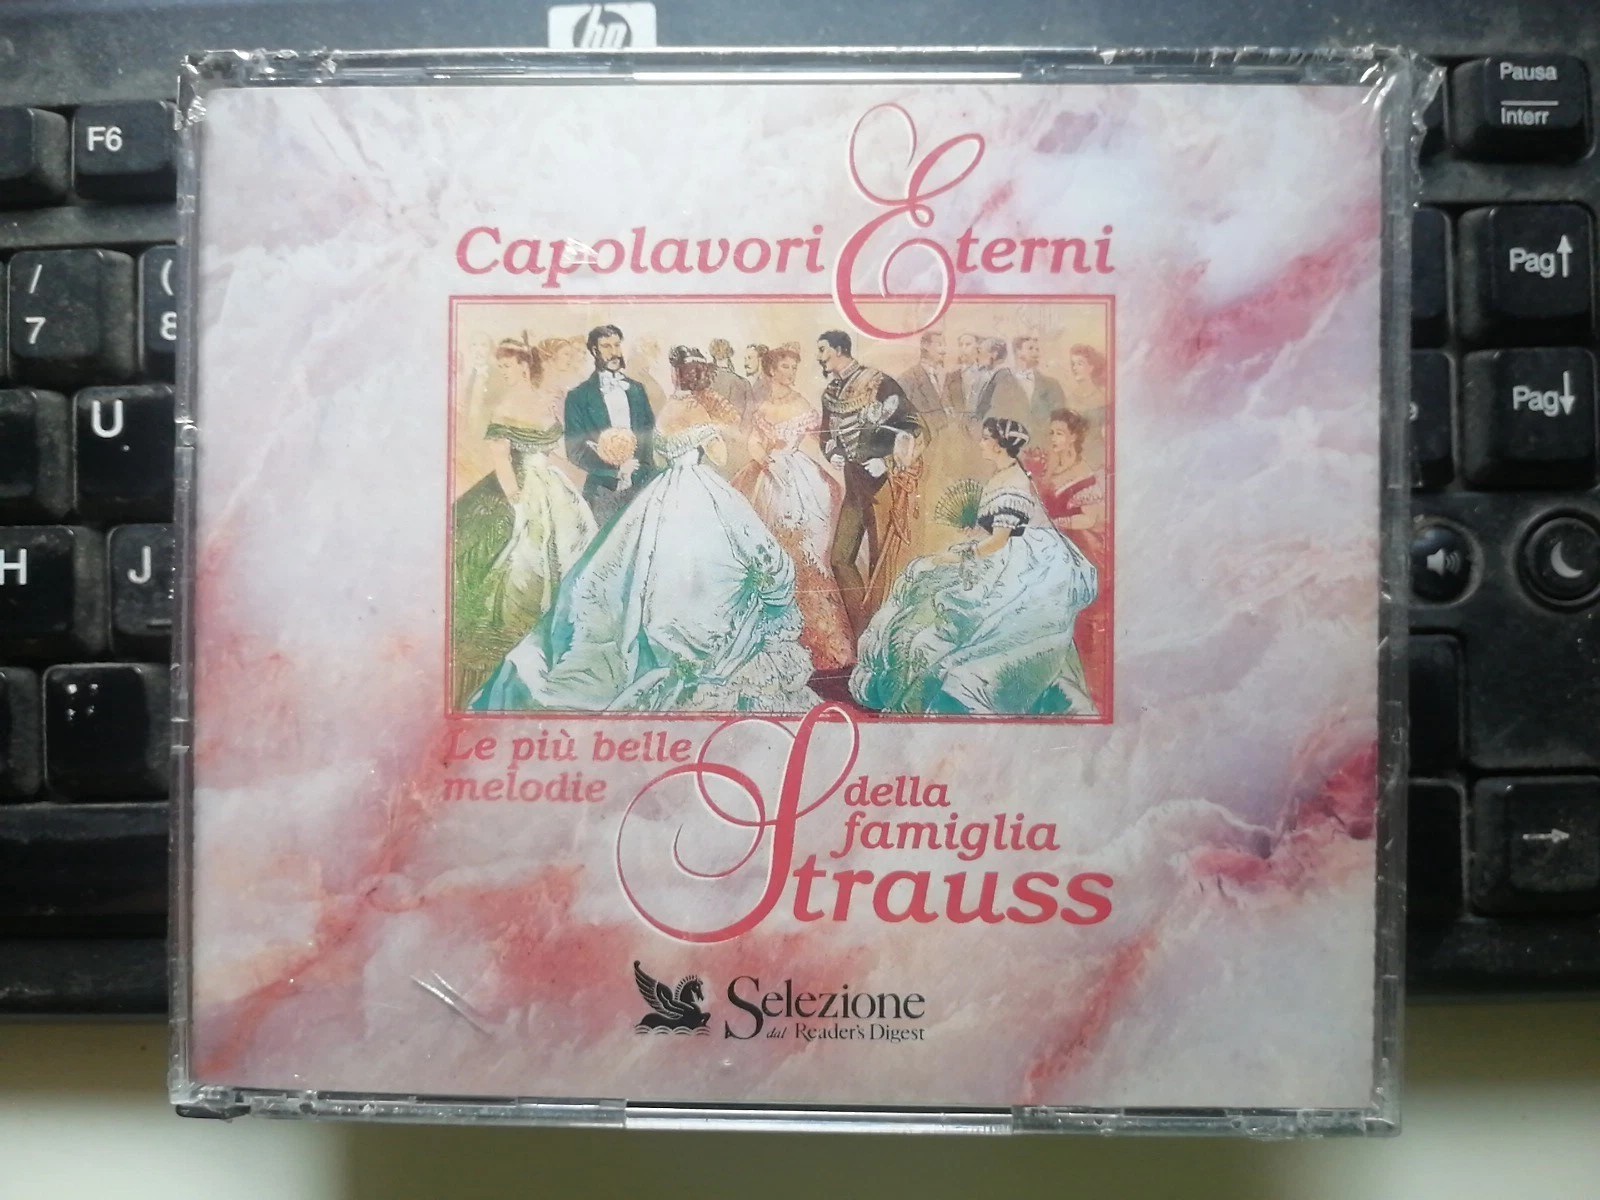 hp
Pausa
Interr
F6
Pag↑
/
7
(
8
Pag↓
U
H
J
Capolavori Eterni
Le più belle
melodie
della
famiglia
Strauss
Selezione
dal Reader's Digest